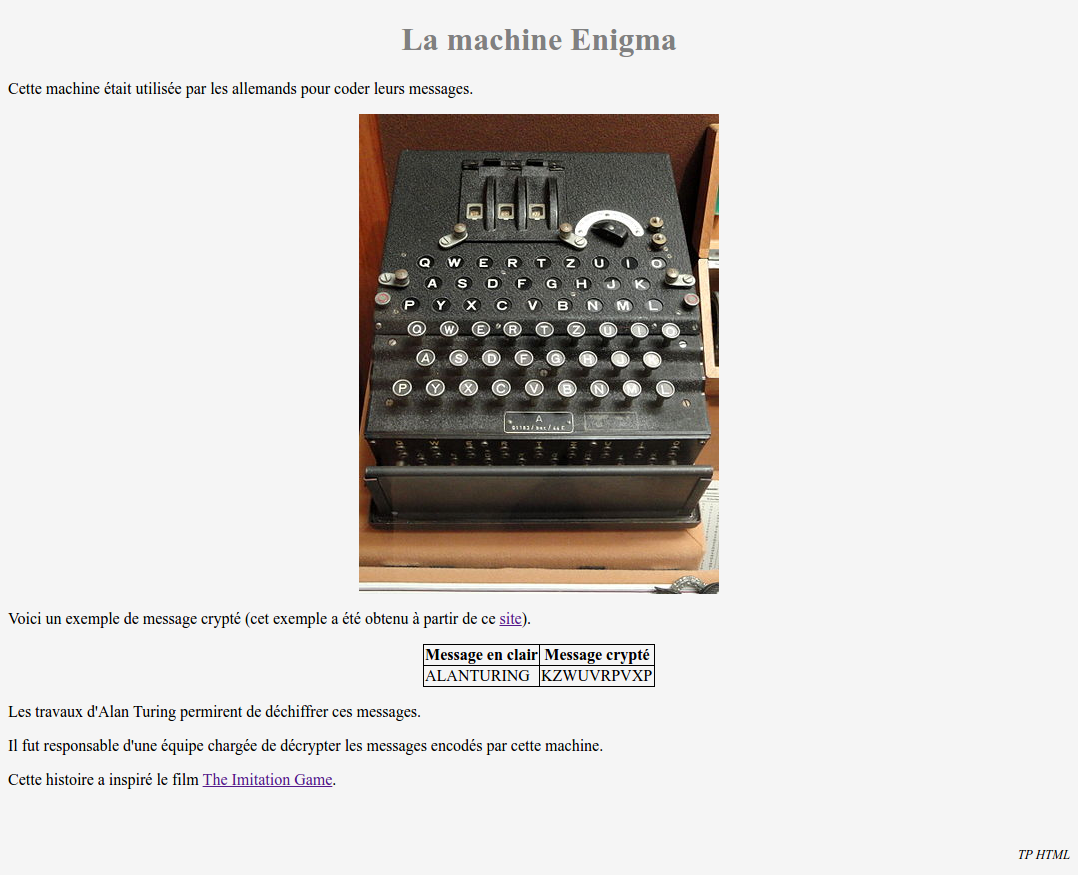 La machine Enigma
Cette machine était utilisée par les allemands pour coder leurs messages.
Q W E R T Z U I O
A S D F G H J K
P Y X C V B N M L
Q W E R T Z U I O
A S D F G H J K
P Y X C V B N M L
A
Voici un exemple de message crypté (cet exemple a été obtenu à partir de ce site).
Message en clair Message crypté
ALANTURING KZWUVRPVXP
Les travaux d'Alan Turing permirent de déchiffrer ces messages.
Il fut responsable d'une équipe chargée de décrypter les messages encodés par cette machine.
Cette histoire a inspiré le film The Imitation Game.
TP HTML